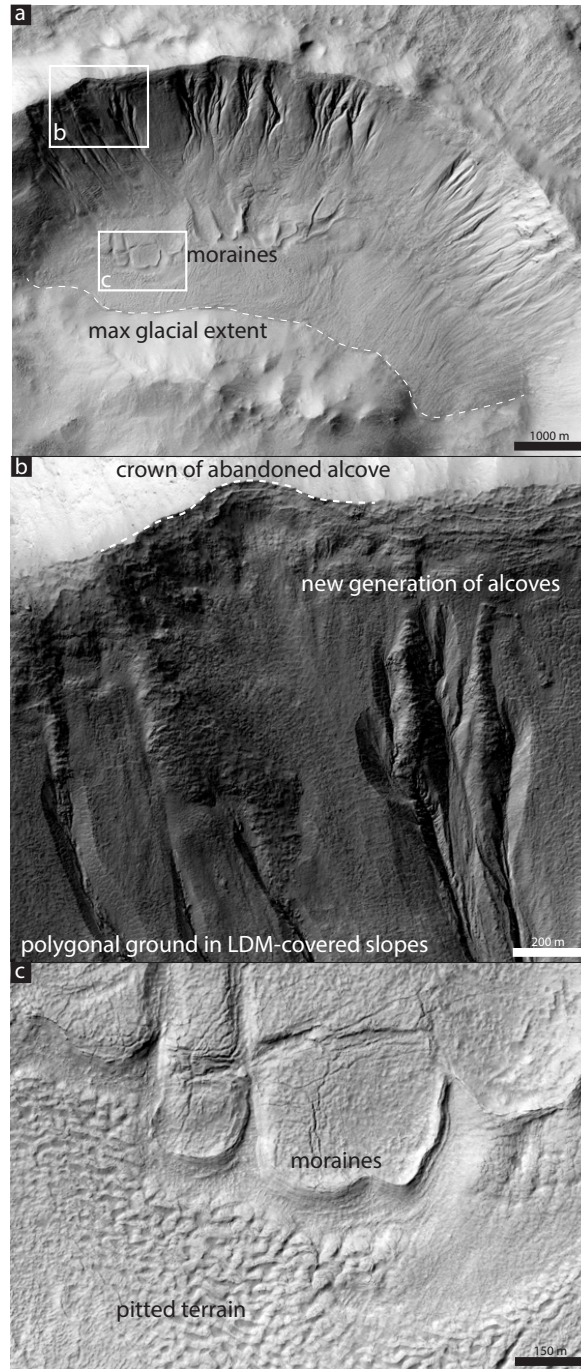 a
b
moraines
c
max glacial extent
1000 m
b
crown of abandoned alcove
new generation of alcoves
polygonal ground in LDM-covered slopes
200 m
c
moraines
pitted terrain
150 m